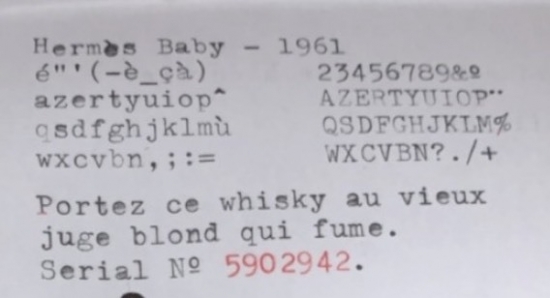 Hermès Baby - 1961
é"'(-è_çà) 23456789&º
azertyuiop^ AZERTYUIOP¨
qsdfghjklmù QSDFGHJKLM%
wxcvbn,;:= WXCVBN?./+
Portez ce whisky au vieux
juge blond qui fume.
Serial Nº 5902942.